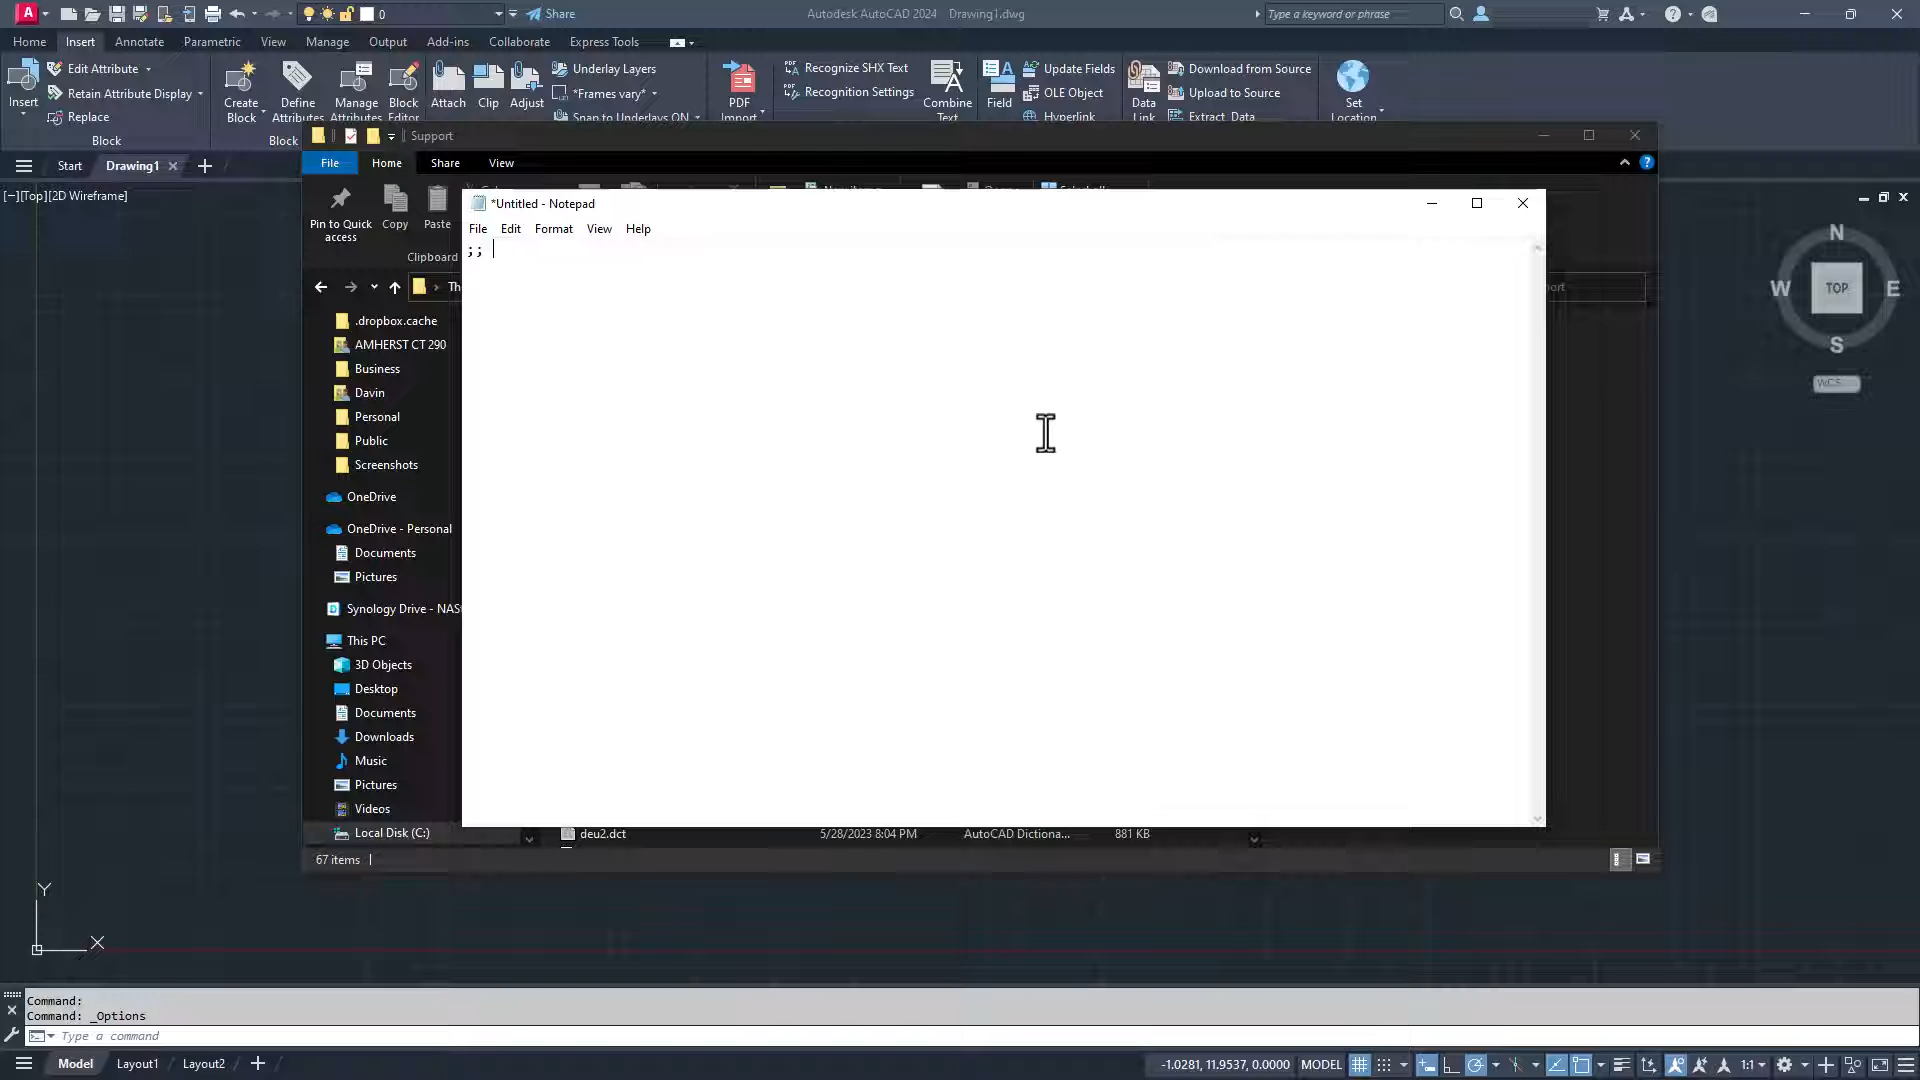 0
Share
Autodesk AutoCAD 2024 Drawing1.dwg
Type a keyword or phrase
Home Insert Annotate Parametric View Manage Output Add-ins Collaborate Express Tools
Insert
Edit Attribute
Retain Attribute Display
Replace
Block
Create Block
Define Attributes
Manage Attributes
Block Editor
Block
Attach
Clip
Adjust
Underlay Layers
*Frames vary*
Snap to Underlays ON
PDF Import
Recognize SHX Text
Recognition Settings
Combine Text
Field
Update Fields
OLE Object
Hyperlink
Data Link
Download from Source
Upload to Source
Extract Data
Set Location
Start Drawing1
Support
File Home Share View
[−][Top][2D Wireframe]
Pin to Quick access
Copy
Paste
Clipboard
*Untitled - Notepad
File Edit Format View Help
;;
Th
.dropbox.cache
AMHERST CT 290
Business
Davin
Personal
Public
Screenshots
OneDrive
OneDrive - Personal
Documents
Pictures
Synology Drive - NAS
This PC
3D Objects
Desktop
Documents
Downloads
Music
Pictures
Videos
Local Disk (C:)
deu2.dct 5/28/2023 8:04 PM AutoCAD Dictiona... 881 KB
67 items
N
W TOP E
S
WCS
Y
X
Command:
Command: _Options
Type a command
Model Layout1 Layout2
-1.0281, 11.9537, 0.0000 MODEL
1:1